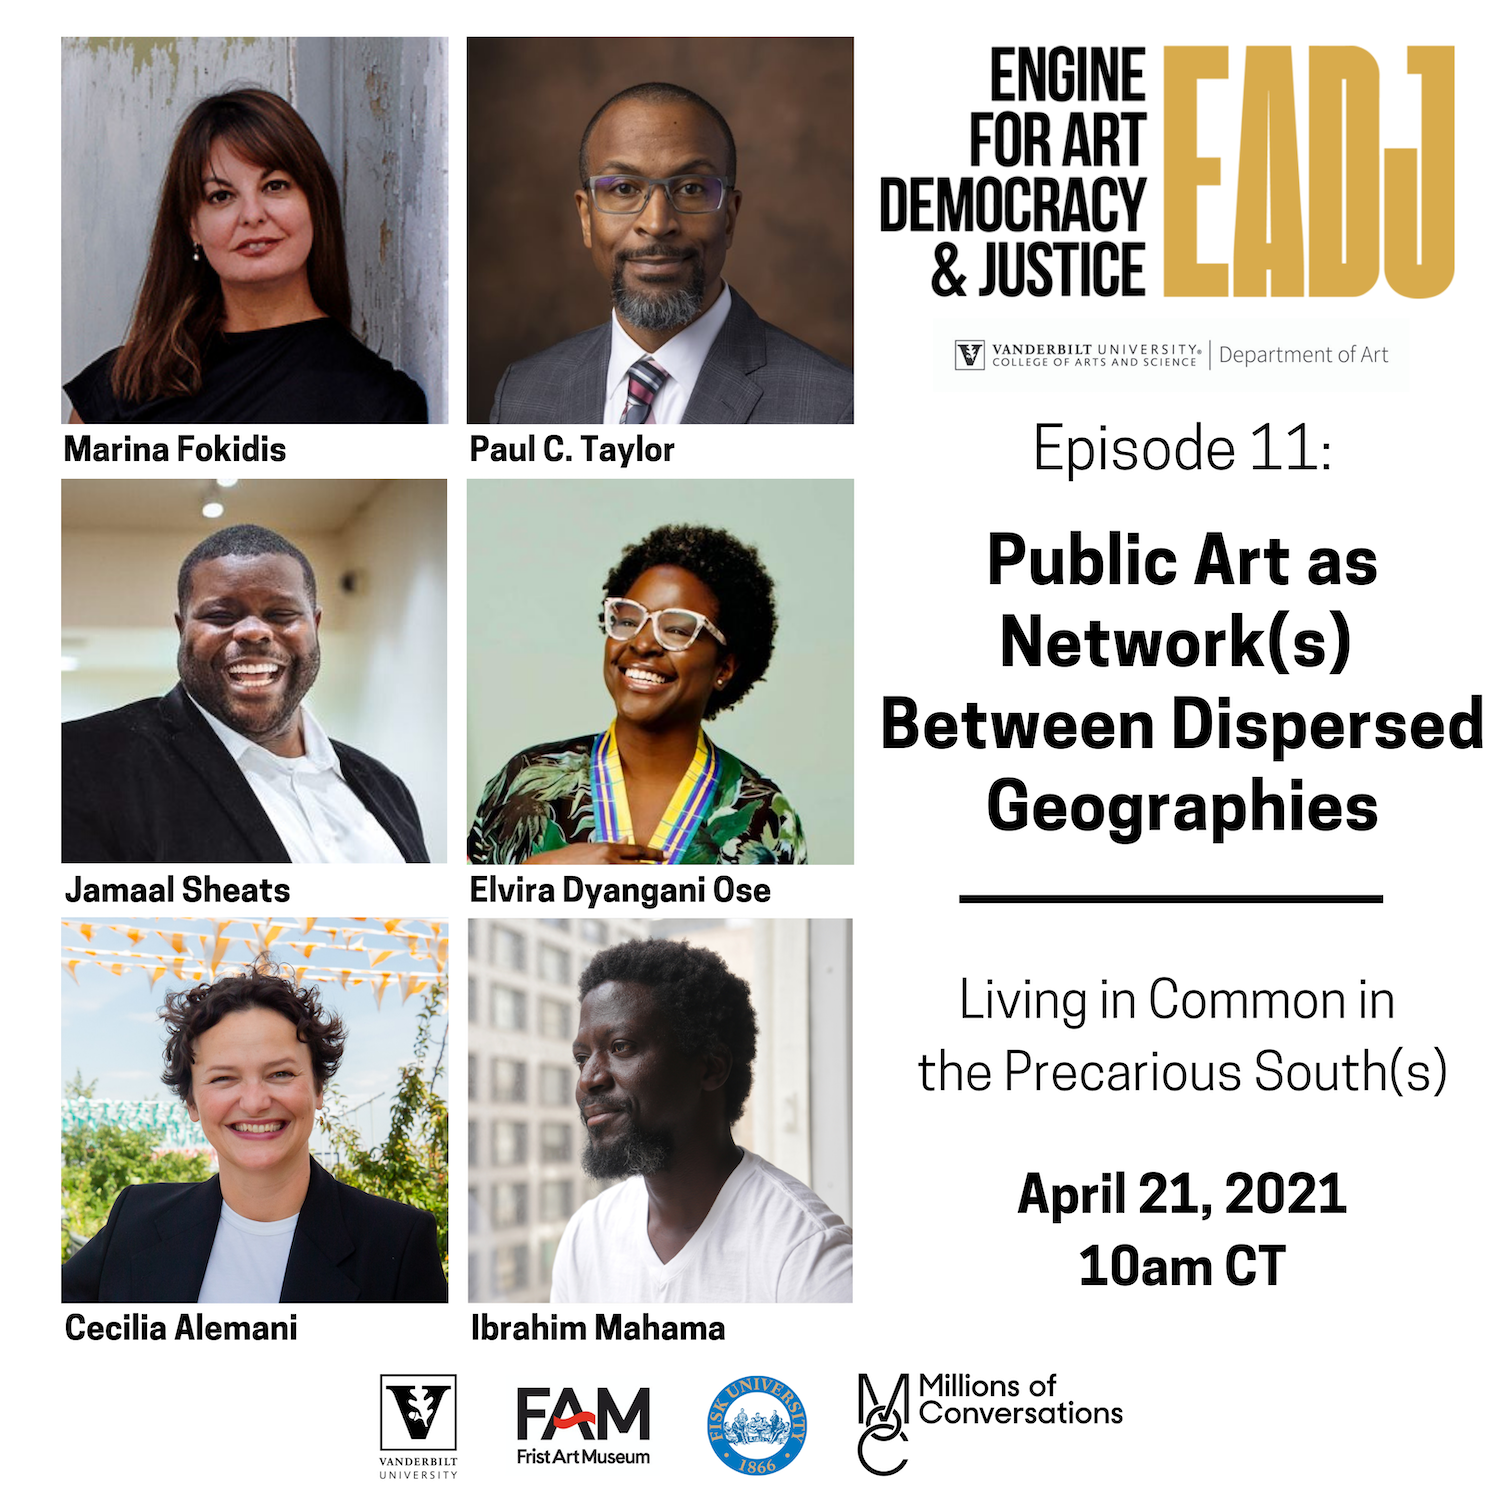 ENGINE
FOR ART
DEMOCRACY
& JUSTICE
EADJ
VANDERBILT UNIVERSITY®
COLLEGE OF ARTS AND SCIENCE
Department of Art
Marina Fokidis
Paul C. Taylor
Jamaal Sheats
Elvira Dyangani Ose
Cecilia Alemani
Ibrahim Mahama
Episode 11:
Public Art as
Network(s)
Between Dispersed
Geographies
Living in Common in
the Precarious South(s)
April 21, 2021
10am CT
V
VANDERBILT
UNIVERSITY
FAM
Frist Art Museum
FISK UNIVERSITY
1866
MOC
Millions of
Conversations